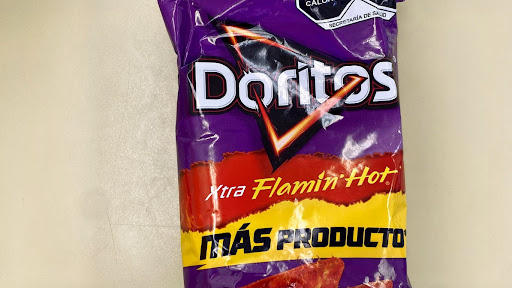 SECRETARÍA DE SALUD
Doritos
Xtra Flamin' Hot
MÁS PRODUCTO